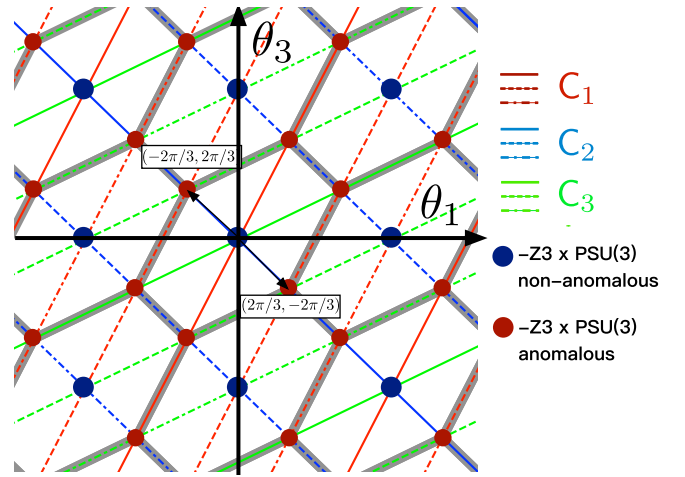 θ₃
(−2π/3, 2π/3)
θ₁
(2π/3, −2π/3)
C₁
C₂
C₃
–Z3 x PSU(3)
non–anomalous
–Z3 x PSU(3)
anomalous